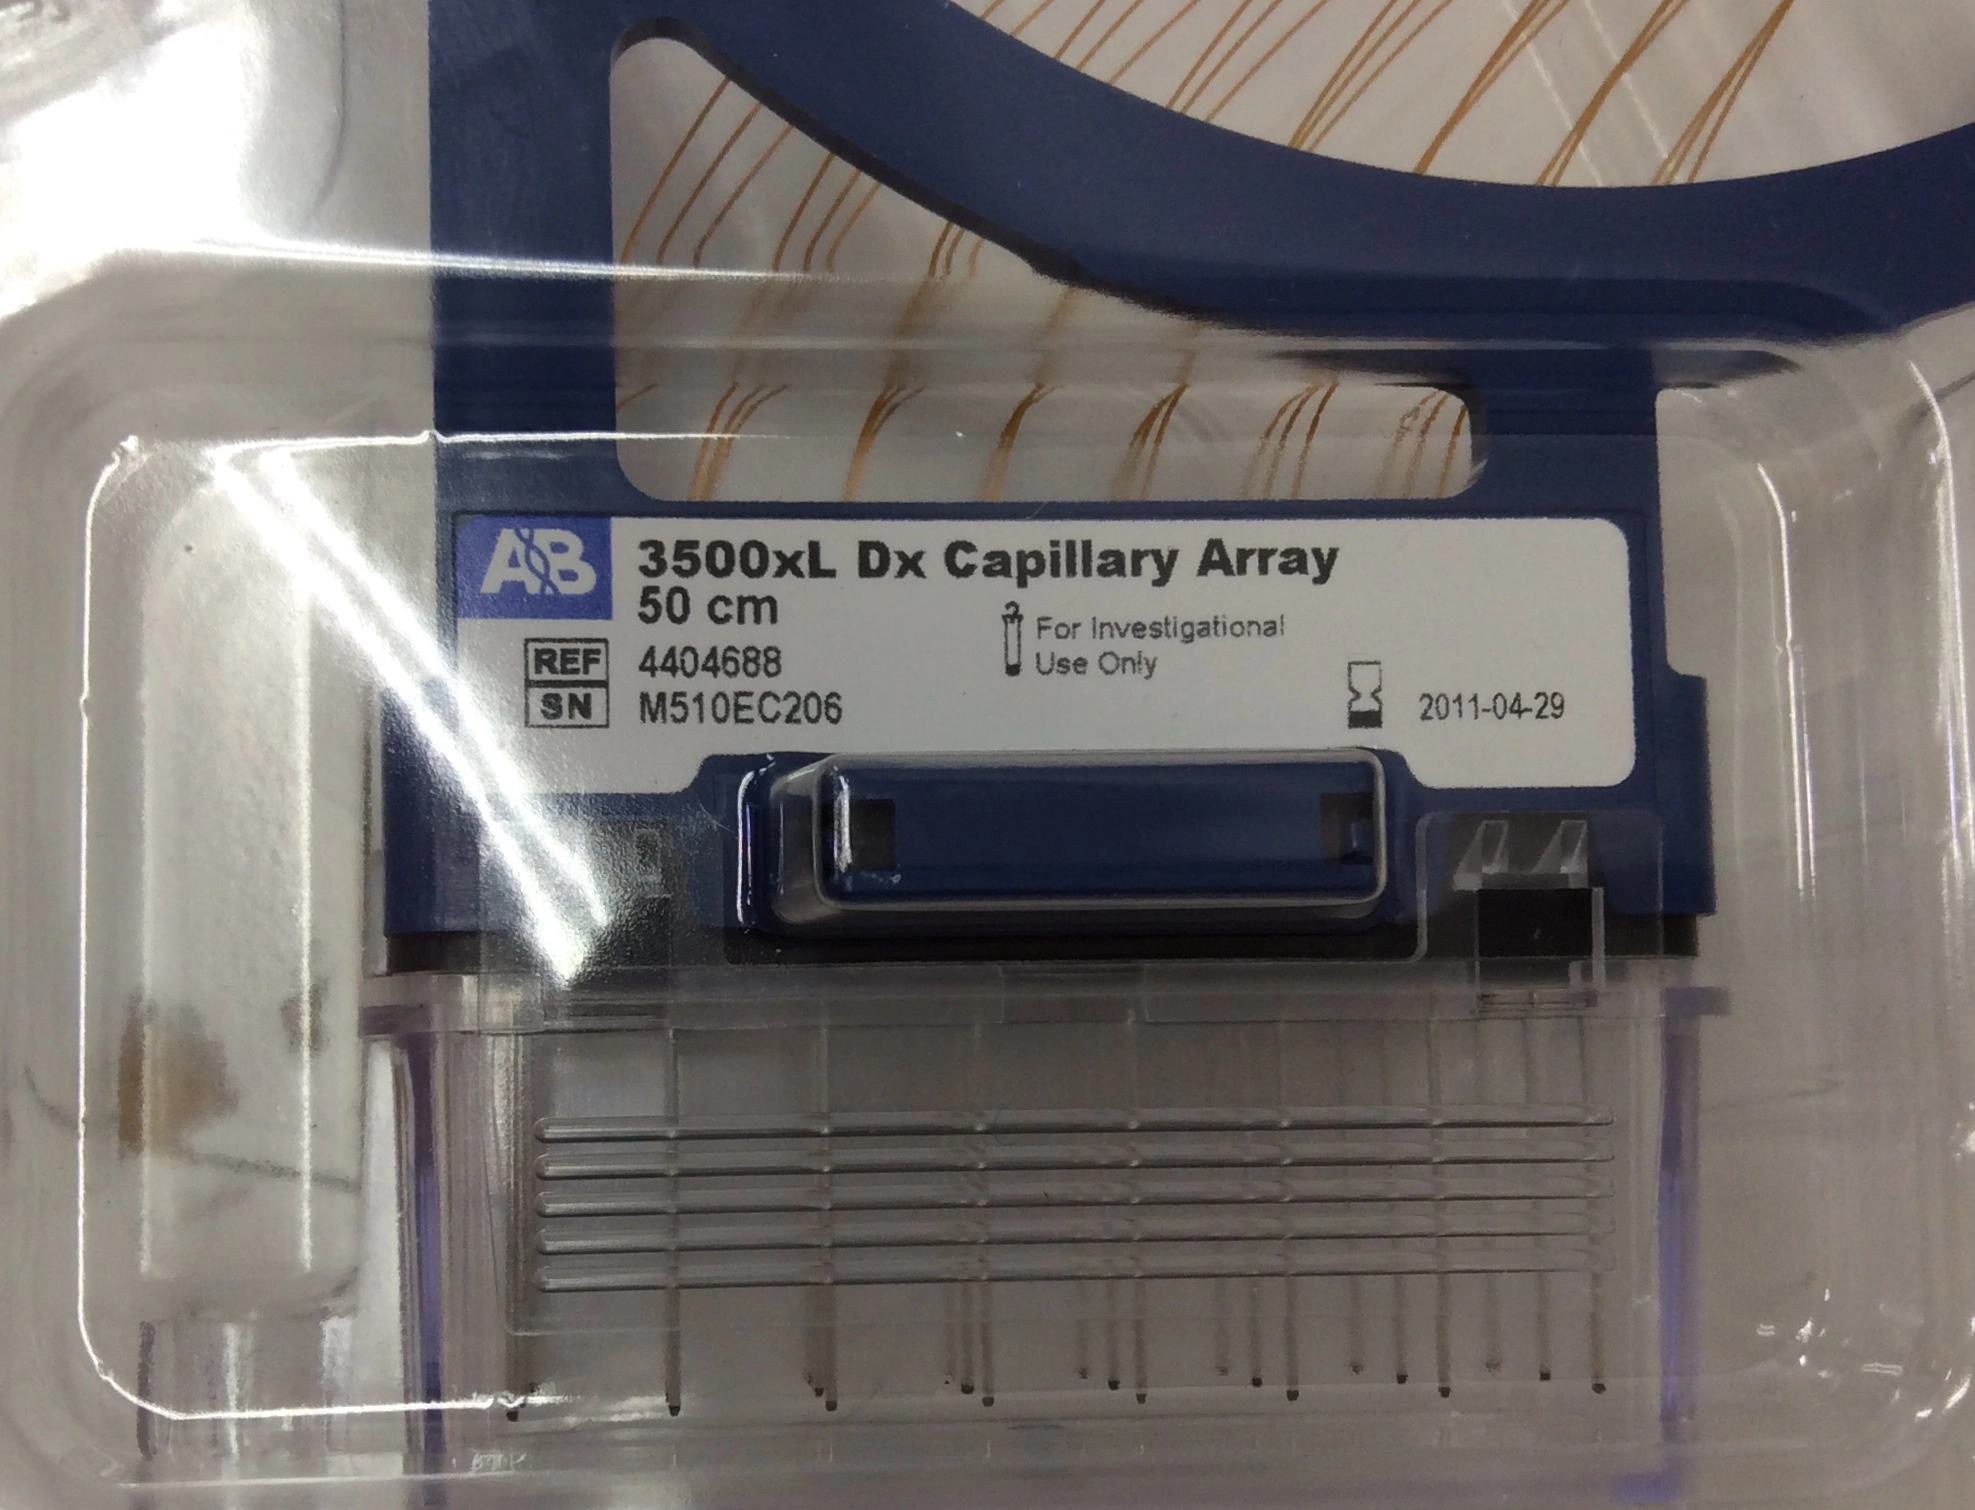 AB
3500xL Dx Capillary Array
50 cm
For Investigational
Use Only
REF 4404688
SN M510EC206
2011-04-29